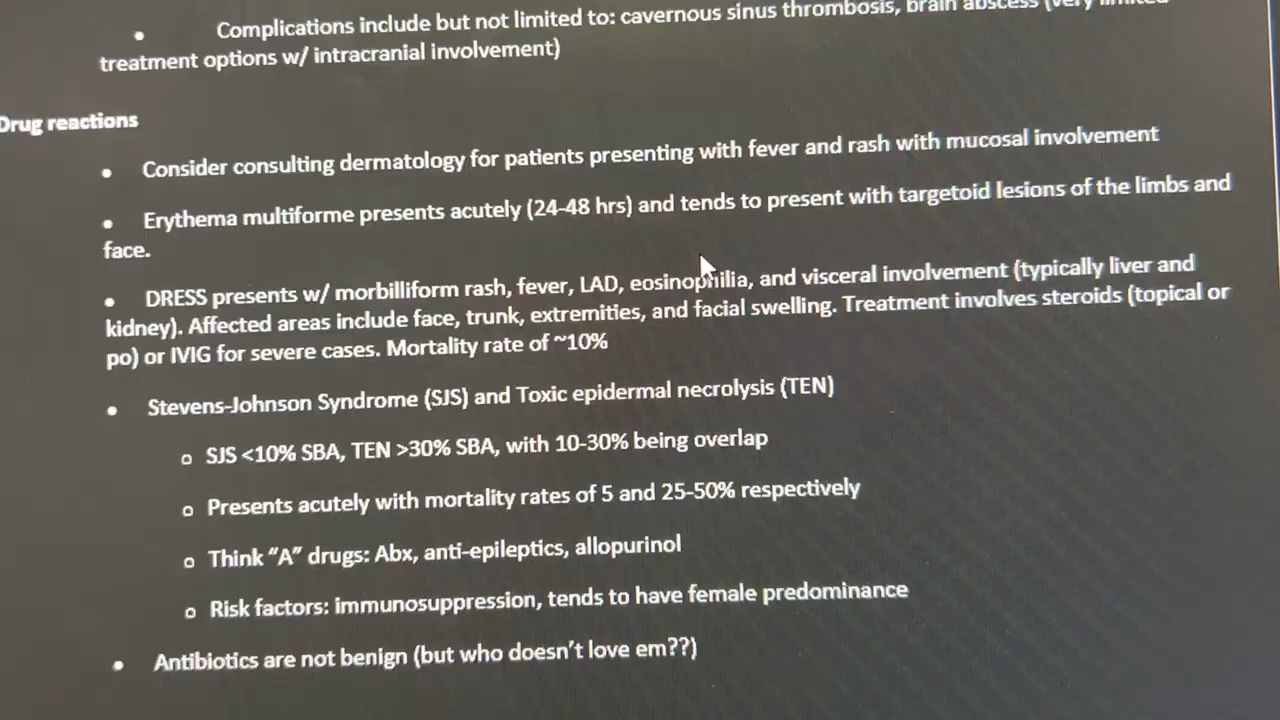 • Complications include but not limited to: cavernous sinus thrombosis, brain abscess (very limited
treatment options w/ intracranial involvement)
Drug reactions
• Consider consulting dermatology for patients presenting with fever and rash with mucosal involvement
• Erythema multiforme presents acutely (24-48 hrs) and tends to present with targetoid lesions of the limbs and
face.
• DRESS presents w/ morbilliform rash, fever, LAD, eosinophilia, and visceral involvement (typically liver and
kidney). Affected areas include face, trunk, extremities, and facial swelling. Treatment involves steroids (topical or
po) or IVIG for severe cases. Mortality rate of ~10%
• Stevens-Johnson Syndrome (SJS) and Toxic epidermal necrolysis (TEN)
o SJS <10% SBA, TEN >30% SBA, with 10-30% being overlap
o Presents acutely with mortality rates of 5 and 25-50% respectively
o Think “A” drugs: Abx, anti-epileptics, allopurinol
o Risk factors: immunosuppression, tends to have female predominance
• Antibiotics are not benign (but who doesn’t love em??)